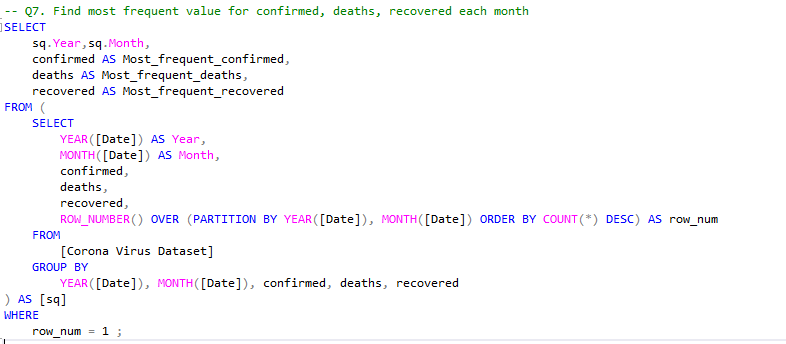 -- Q7. Find most frequent value for confirmed, deaths, recovered each month
SELECT
    sq.Year,sq.Month,
    confirmed AS Most_frequent_confirmed,
    deaths AS Most_frequent_deaths,
    recovered AS Most_frequent_recovered
FROM (
    SELECT
        YEAR([Date]) AS Year,
        MONTH([Date]) AS Month,
        confirmed,
        deaths,
        recovered,
        ROW_NUMBER() OVER (PARTITION BY YEAR([Date]), MONTH([Date]) ORDER BY COUNT(*) DESC) AS row_num
    FROM
        [Corona Virus Dataset]
    GROUP BY
        YEAR([Date]), MONTH([Date]), confirmed, deaths, recovered
) AS [sq]
WHERE
    row_num = 1 ;